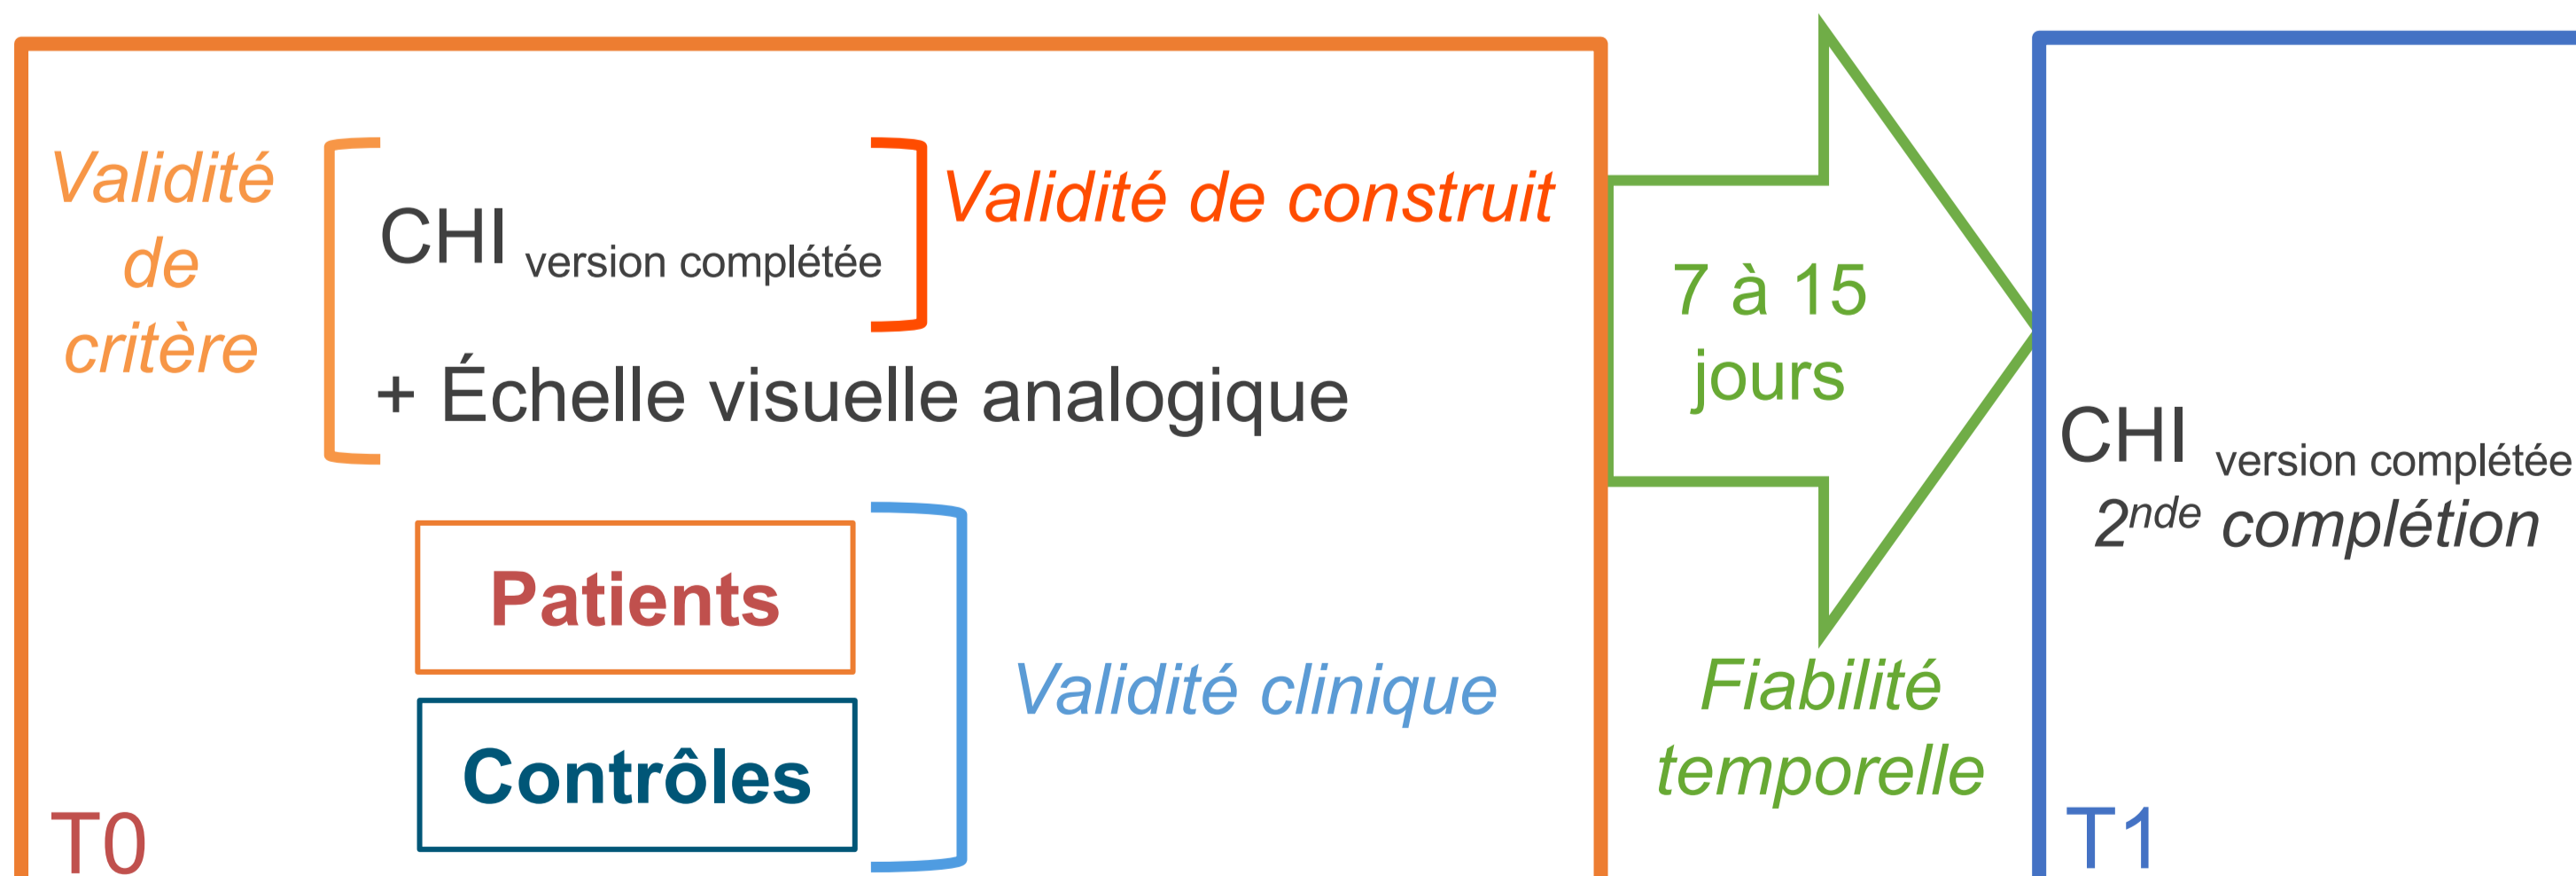 Validité
de
critère
CHI version complétée
+ Échelle visuelle analogique
Validité de construit
Patients
Contrôles
Validité clinique
T0
7 à 15
jours
Fiabilité
temporelle
CHI version complétée
2nde complétion
T1